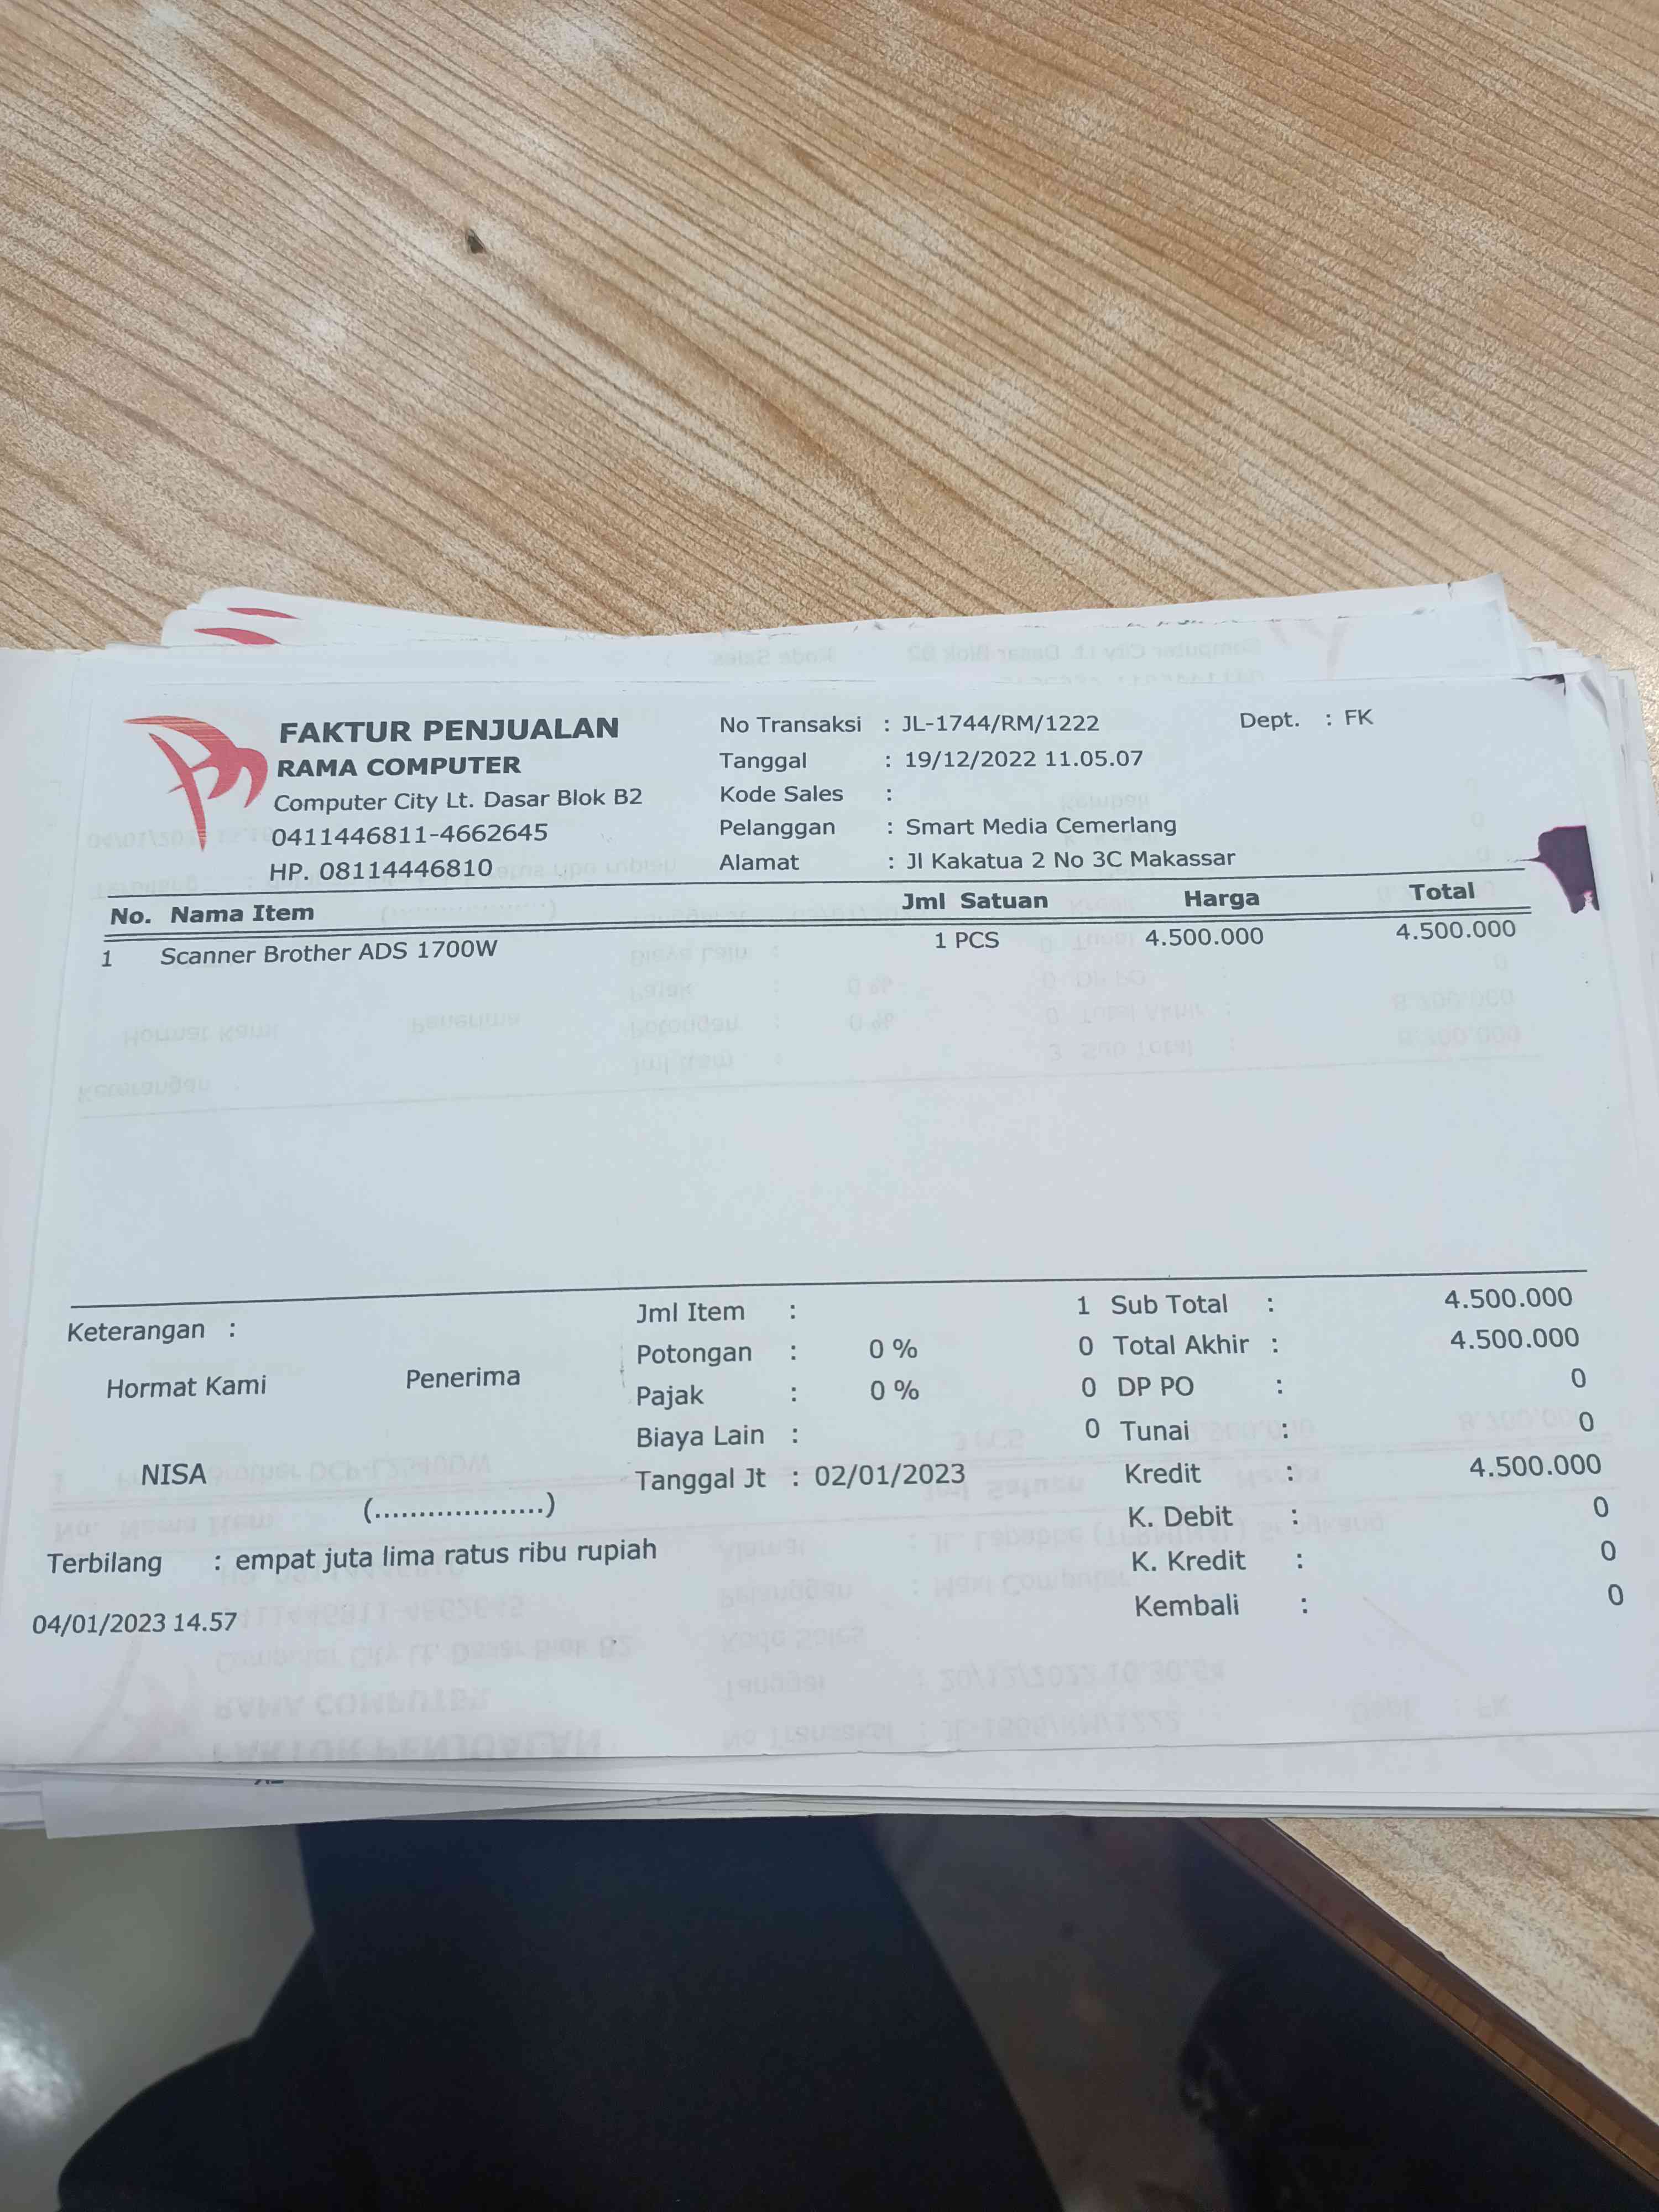 FAKTUR PENJUALAN
RAMA COMPUTER
Computer City Lt. Dasar Blok B2
0411446811-4662645
HP. 08114446810
No Transaksi : JL-1744/RM/1222 Dept. : FK
Tanggal : 19/12/2022 11.05.07
Kode Sales :
Pelanggan : Smart Media Cemerlang
Alamat : Jl Kakatua 2 No 3C Makassar
No. Nama Item Jml Satuan Harga Total
1 Scanner Brother ADS 1700W 1 PCS 4.500.000 4.500.000
Keterangan :
Hormat Kami Penerima
NISA
(...................)
Jml Item : 1
Potongan : 0 % 0
Pajak : 0 % 0
Biaya Lain : 0
Tanggal Jt : 02/01/2023
Sub Total : 4.500.000
Total Akhir : 4.500.000
DP PO : 0
Tunai : 0
Kredit : 4.500.000
K. Debit : 0
K. Kredit : 0
Kembali : 0
Terbilang : empat juta lima ratus ribu rupiah
04/01/2023 14.57